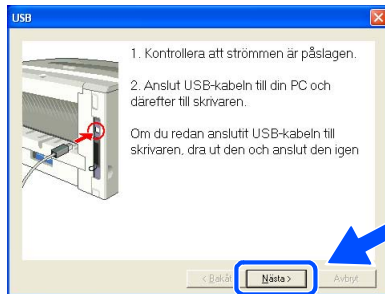 USB
1. Kontrollera att strömmen är påslagen.
2. Anslut USB-kabeln till din PC och
därefter till skrivaren.
Om du redan anslutit USB-kabeln till
skrivaren, dra ut den och anslut den igen
< Bakåt Nästa > Avbryt